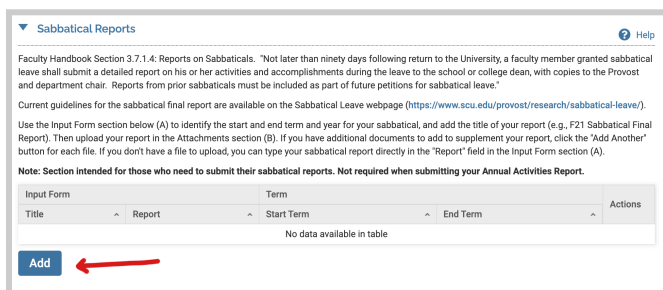 Sabbatical Reports
Help
Faculty Handbook Section 3.7.1.4: Reports on Sabbaticals. "Not later than ninety days following return to the University, a faculty member granted sabbatical
leave shall submit a detailed report on his or her activities and accomplishments during the leave to the school or college dean, with copies to the Provost
and department chair. Reports from prior sabbaticals must be included as part of future petitions for sabbatical leave."
Current guidelines for the sabbatical final report are available on the Sabbatical Leave webpage (https://www.scu.edu/provost/research/sabbatical-leave/).
Use the Input Form section below (A) to identify the start and end term and year for your sabbatical, and add the title of your report (e.g., F21 Sabbatical Final
Report). Then upload your report in the Attachments section (B). If you have additional documents to add to supplement your report, click the "Add Another"
button for each file. If you don't have a file to upload, you can type your sabbatical report directly in the "Report" field in the Input Form section (A).
Note: Section intended for those who need to submit their sabbatical reports. Not required when submitting your Annual Activities Report.
Input Form Term Actions
Title Report Start Term End Term
No data available in table
Add